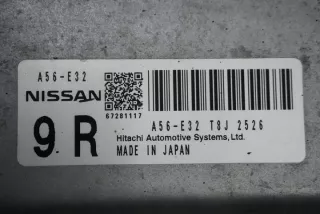 A56-E32
NISSAN
67281117
A56-E32 T8J 2526
9 R
Hitachi Automotive Systems, Ltd.
MADE IN JAPAN